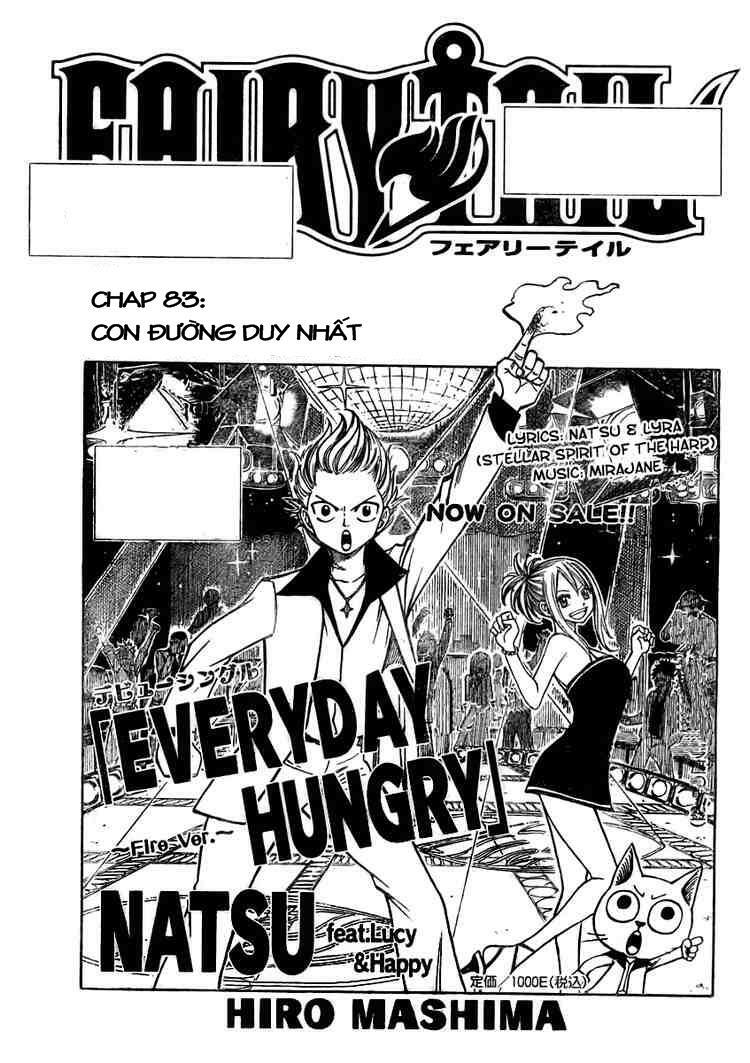 FAIRY TAIL
フェアリーテイル
CHAP 83:
CON ĐƯỜNG DUY NHẤT
LYRICS: NATSU & LYRA
(STELLAR SPIRIT OF THE HARP)
MUSIC: MIRAJANE
NOW ON SALE!!
デビューシングル
「EVERYDAY
HUNGRY」
～Fire Ver.～
NATSU
feat.Lucy
&Happy
定価／1000E(税込)
HIRO MASHIMA